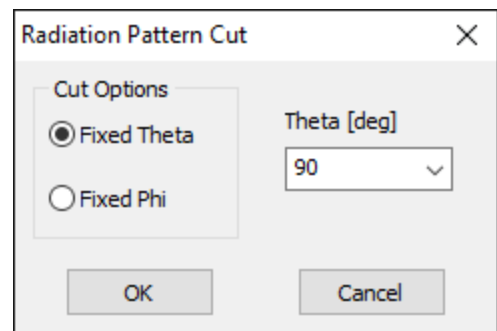 Radiation Pattern Cut
Cut Options
Fixed Theta
Fixed Phi
Theta [deg]
90
OK
Cancel